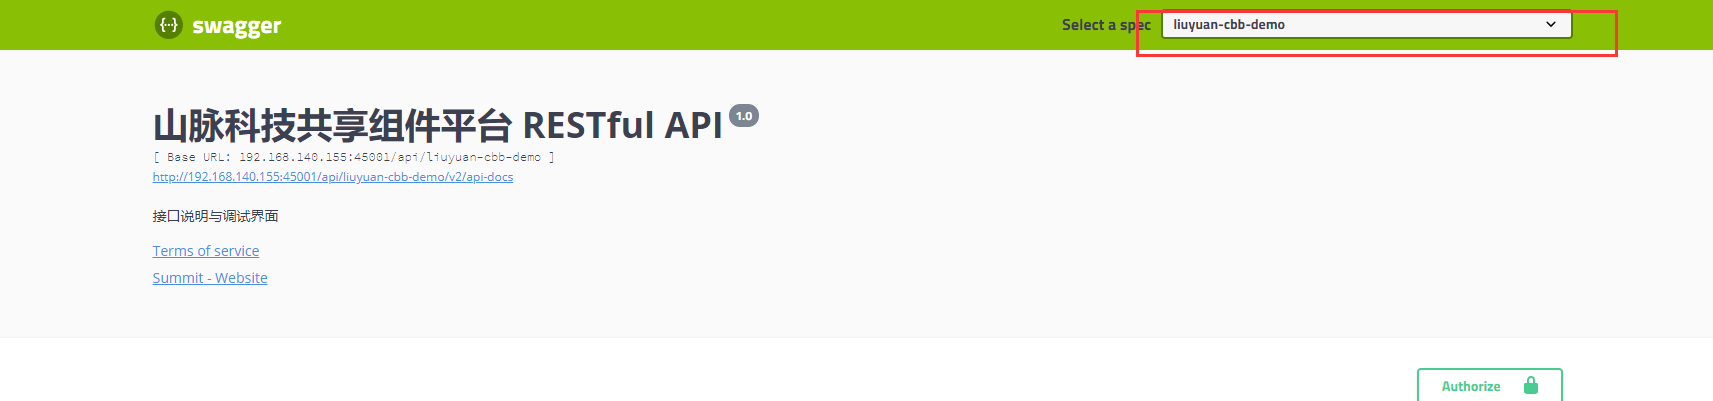 swagger
Select a spec
liuyuan-cbb-demo
山脉科技共享组件平台 RESTful API 1.0
[ Base URL: 192.168.140.155:45001/api/liuyuan-cbb-demo ]
http://192.168.140.155:45001/api/liuyuan-cbb-demo/v2/api-docs
接口说明与调试界面
Terms of service
Summit - Website
Authorize